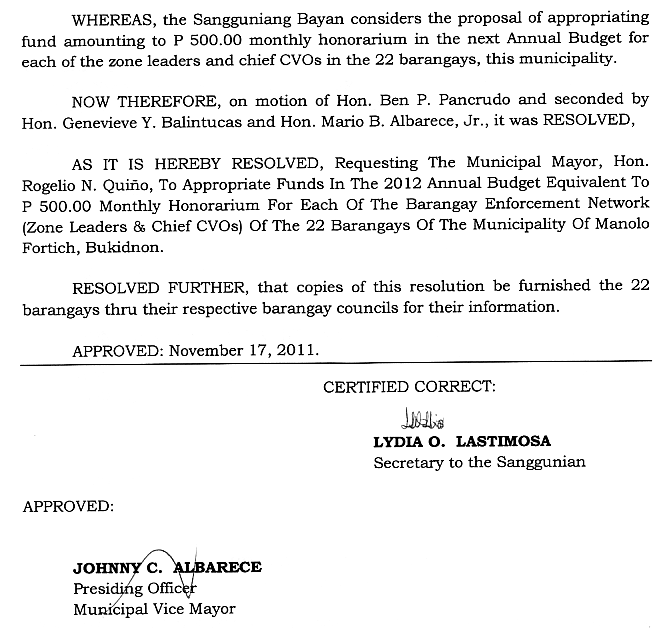 WHEREAS, the Sangguniang Bayan considers the proposal of appropriating
fund amounting to P 500.00 monthly honorarium in the next Annual Budget for
each of the zone leaders and chief CVOs in the 22 barangays, this municipality.
NOW THEREFORE, on motion of Hon. Ben P. Pancrudo and seconded by
Hon. Genevieve Y. Balintucas and Hon. Mario B. Albarece, Jr., it was RESOLVED,
AS IT IS HEREBY RESOLVED, Requesting The Municipal Mayor, Hon.
Rogelio N. Quiño, To Appropriate Funds In The 2012 Annual Budget Equivalent To
P 500.00 Monthly Honorarium For Each Of The Barangay Enforcement Network
(Zone Leaders & Chief CVOs) Of The 22 Barangays Of The Municipality Of Manolo
Fortich, Bukidnon.
RESOLVED FURTHER, that copies of this resolution be furnished the 22
barangays thru their respective barangay councils for their information.
APPROVED: November 17, 2011.
CERTIFIED CORRECT:
LYDIA O. LASTIMOSA
Secretary to the Sanggunian
APPROVED:
JOHNNY C. ALBARECE
Presiding Officer
Municipal Vice Mayor